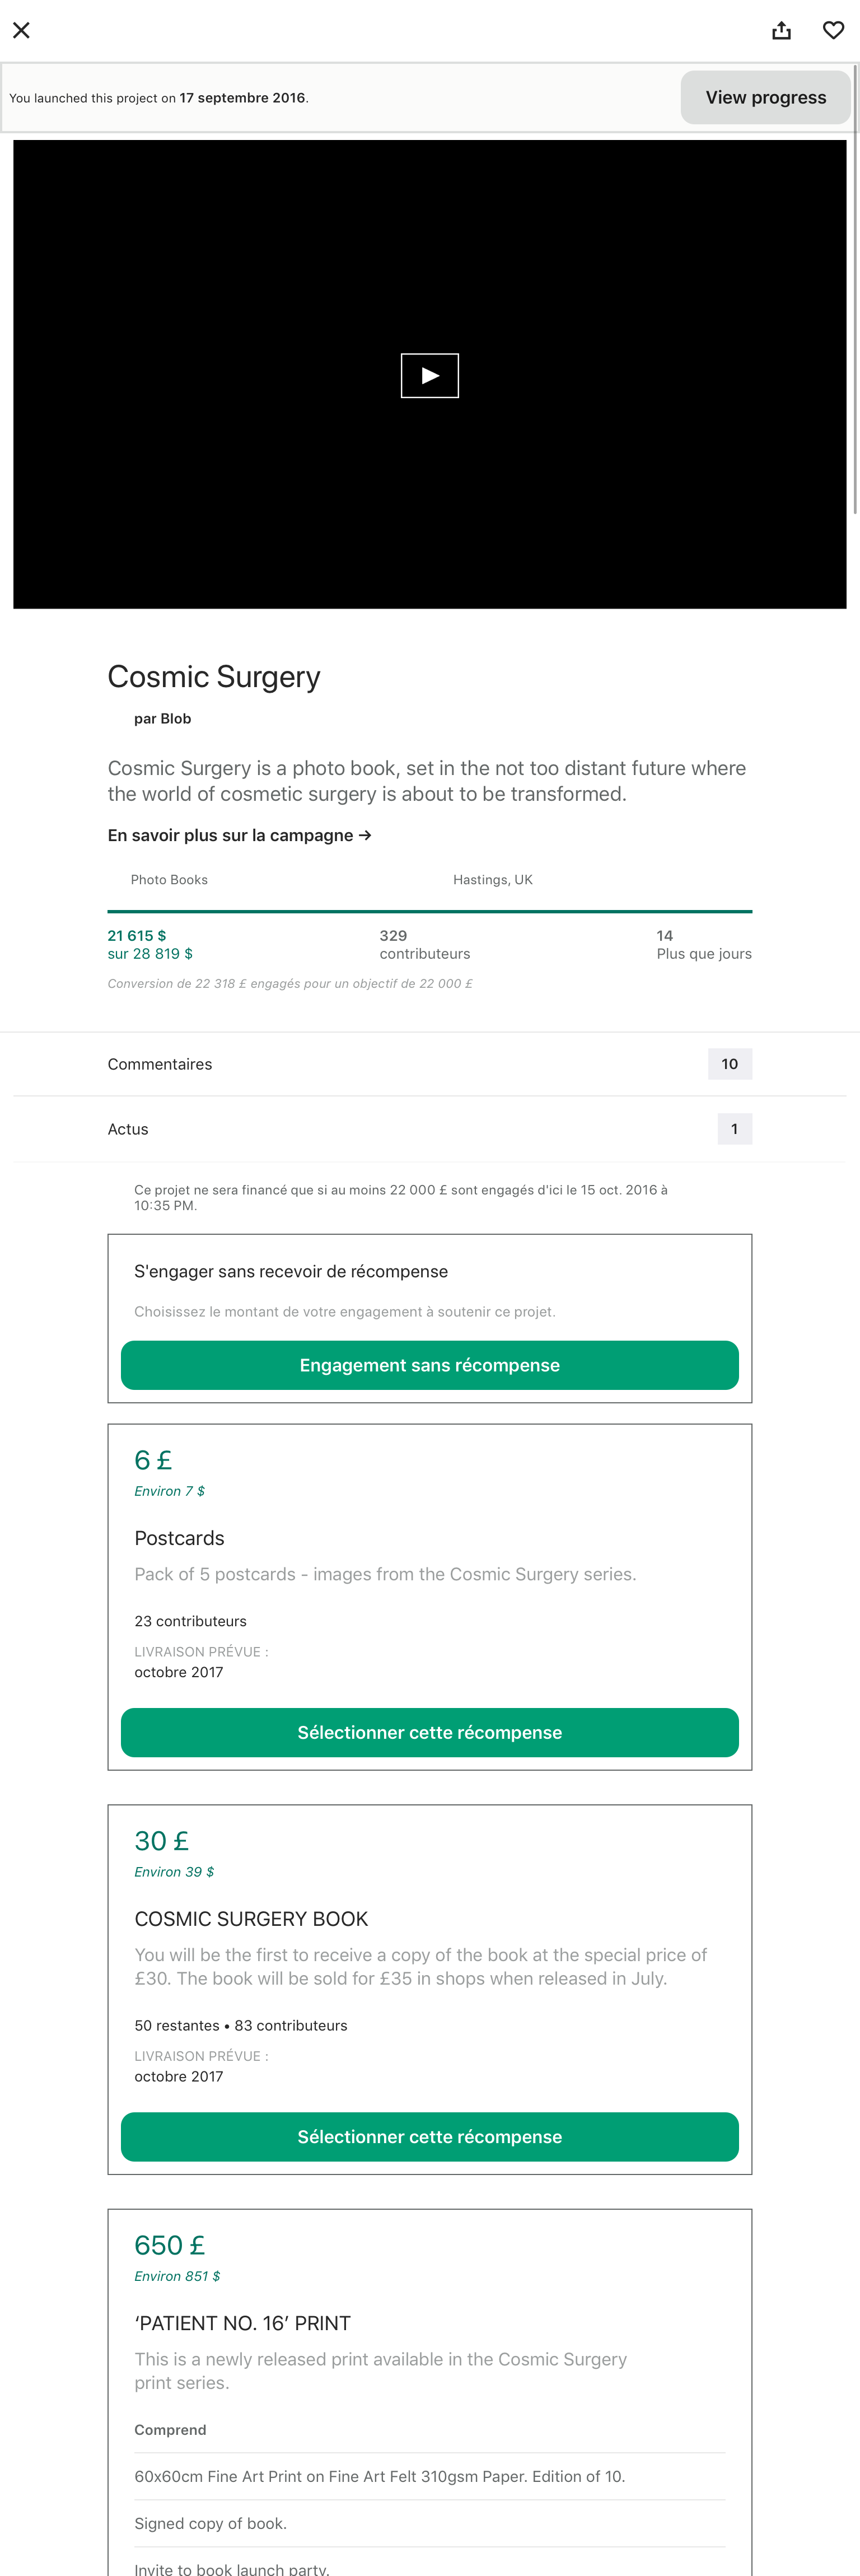 You launched this project on 17 septembre 2016.
View progress
Cosmic Surgery
par Blob
Cosmic Surgery is a photo book, set in the not too distant future where
the world of cosmetic surgery is about to be transformed.
En savoir plus sur la campagne →
Photo Books
Hastings, UK
21 615 $
sur 28 819 $
329
contributeurs
14
Plus que jours
Conversion de 22 318 £ engagés pour un objectif de 22 000 £
Commentaires
10
Actus
1
Ce projet ne sera financé que si au moins 22 000 £ sont engagés d'ici le 15 oct. 2016 à
10:35 PM.
S'engager sans recevoir de récompense
Choisissez le montant de votre engagement à soutenir ce projet.
Engagement sans récompense
6 £
Environ 7 $
Postcards
Pack of 5 postcards - images from the Cosmic Surgery series.
23 contributeurs
LIVRAISON PRÉVUE :
octobre 2017
Sélectionner cette récompense
30 £
Environ 39 $
COSMIC SURGERY BOOK
You will be the first to receive a copy of the book at the special price of
£30. The book will be sold for £35 in shops when released in July.
50 restantes • 83 contributeurs
LIVRAISON PRÉVUE :
octobre 2017
Sélectionner cette récompense
650 £
Environ 851 $
‘PATIENT NO. 16’ PRINT
This is a newly released print available in the Cosmic Surgery
print series.
Comprend
60x60cm Fine Art Print on Fine Art Felt 310gsm Paper. Edition of 10.
Signed copy of book.
Invite to book launch party.